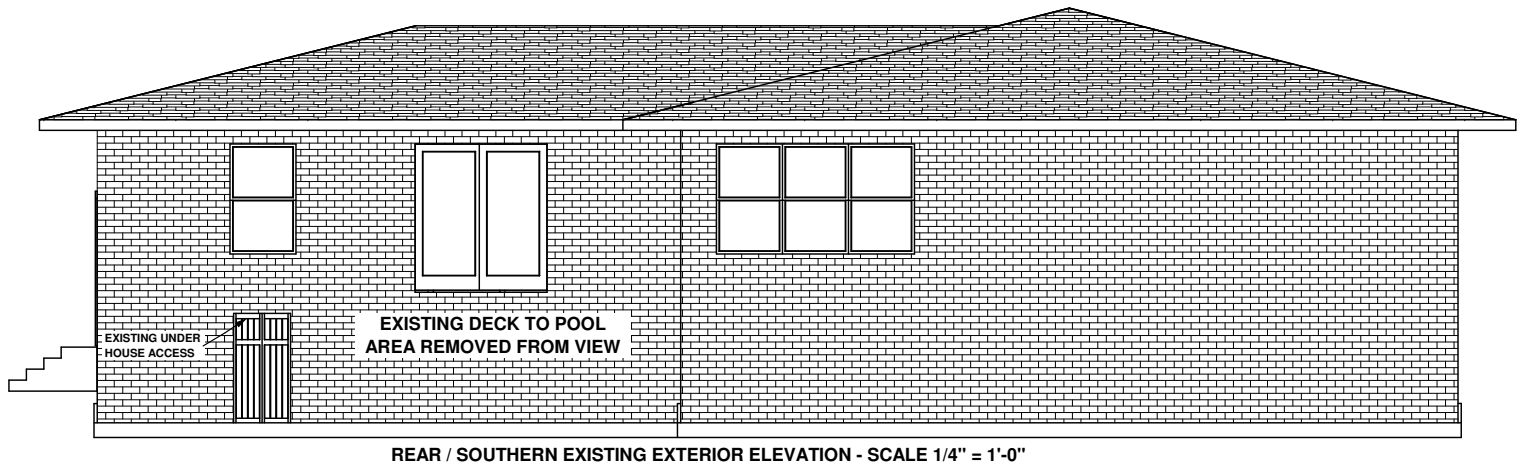 EXISTING UNDER
HOUSE ACCESS
EXISTING DECK TO POOL
AREA REMOVED FROM VIEW
REAR / SOUTHERN EXISTING EXTERIOR ELEVATION - SCALE 1/4" = 1'-0"